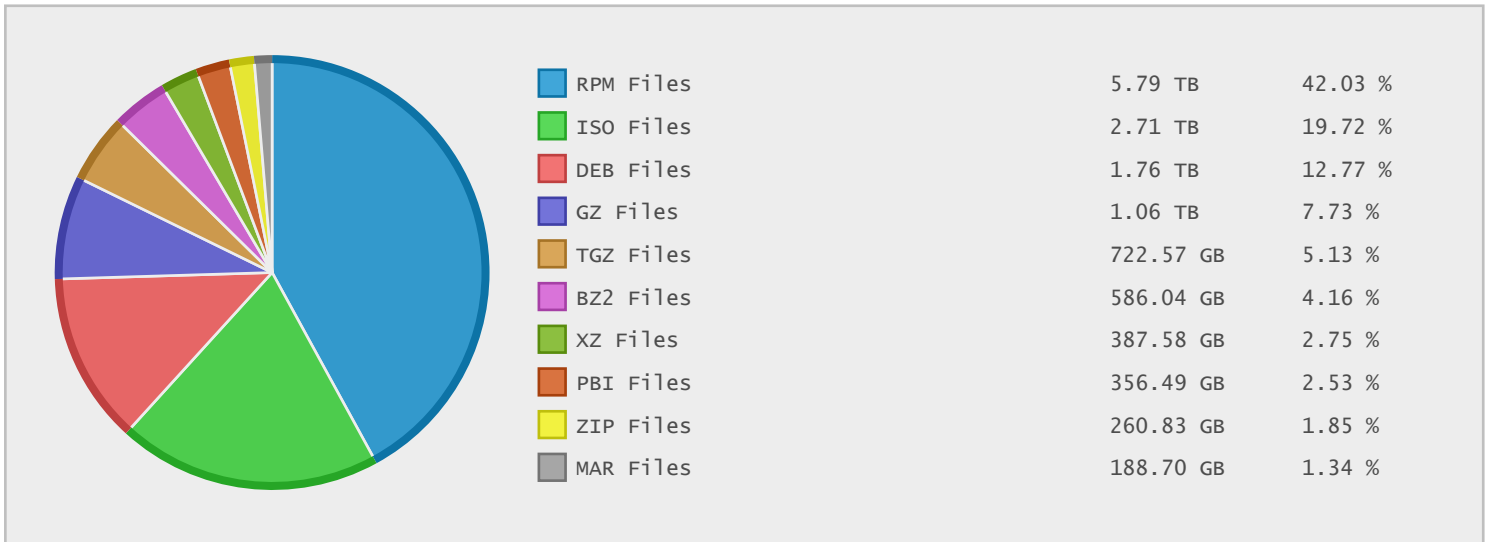 RPM Files 5.79 TB 42.03 %
ISO Files 2.71 TB 19.72 %
DEB Files 1.76 TB 12.77 %
GZ Files 1.06 TB 7.73 %
TGZ Files 722.57 GB 5.13 %
BZ2 Files 586.04 GB 4.16 %
XZ Files 387.58 GB 2.75 %
PBI Files 356.49 GB 2.53 %
ZIP Files 260.83 GB 1.85 %
MAR Files 188.70 GB 1.34 %